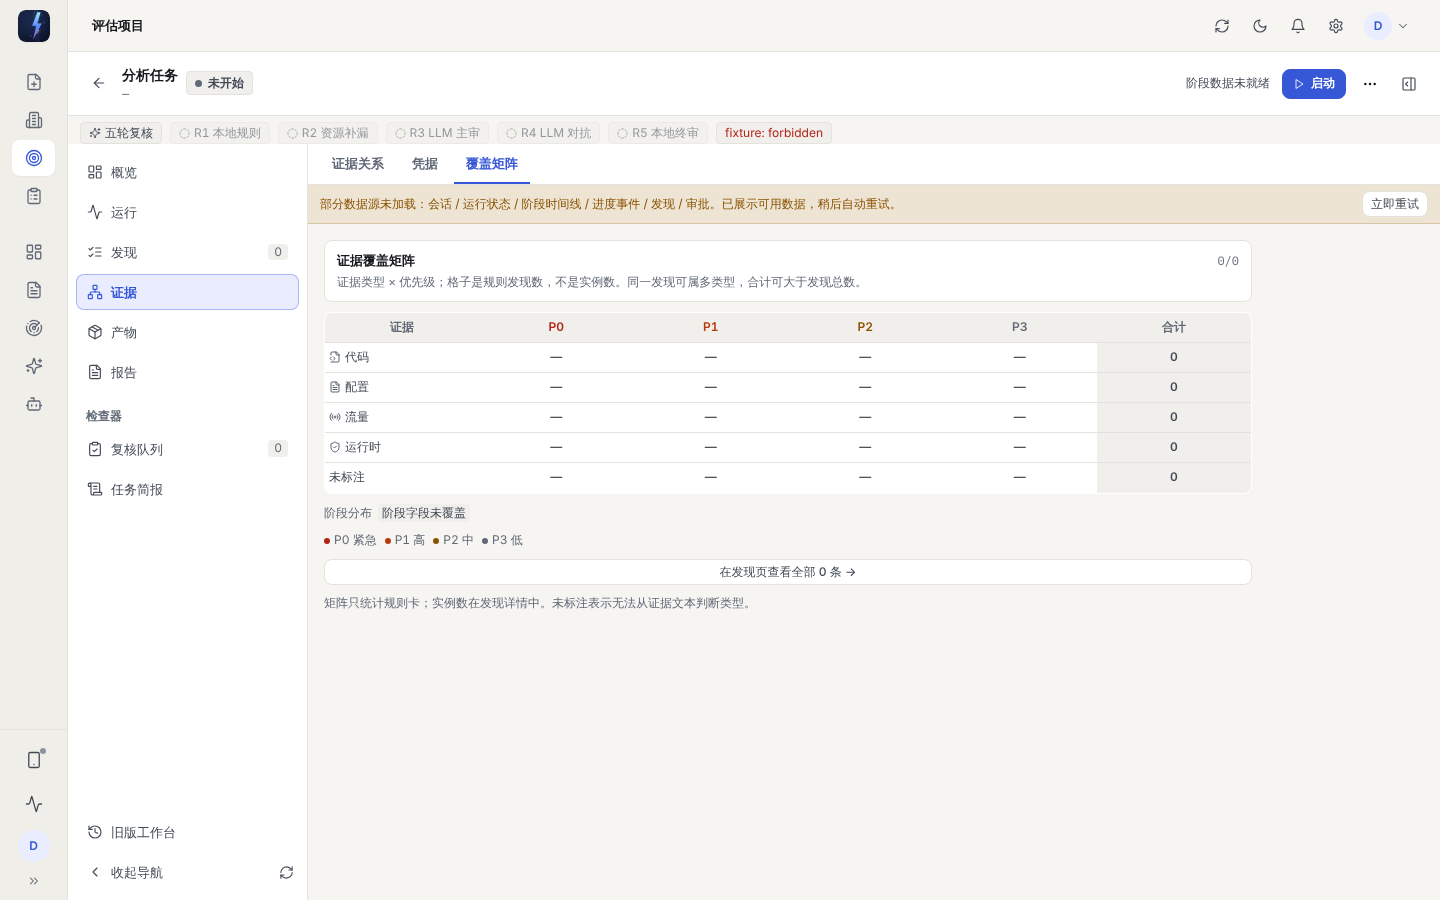 评估项目
D
分析任务
—
未开始
阶段数据未就绪
启动
五轮复核
R1 本地规则
R2 资源补漏
R3 LLM 主审
R4 LLM 对抗
R5 本地终审
fixture: forbidden
概览
运行
发现 0
证据
产物
报告
检查器
复核队列 0
任务简报
旧版工作台
收起导航
D
证据关系 凭据 覆盖矩阵
部分数据源未加载：会话 / 运行状态 / 阶段时间线 / 进度事件 / 发现 / 审批。已展示可用数据，稍后自动重试。
立即重试
证据覆盖矩阵 0/0
证据类型 × 优先级；格子是规则发现数，不是实例数。同一发现可属多类型，合计可大于发现总数。
证据 P0 P1 P2 P3 合计
代码 — — — — 0
配置 — — — — 0
流量 — — — — 0
运行时 — — — — 0
未标注 — — — — 0
阶段分布 阶段字段未覆盖
P0 紧急 P1 高 P2 中 P3 低
在发现页查看全部 0 条 →
矩阵只统计规则卡；实例数在发现详情中。未标注表示无法从证据文本判断类型。